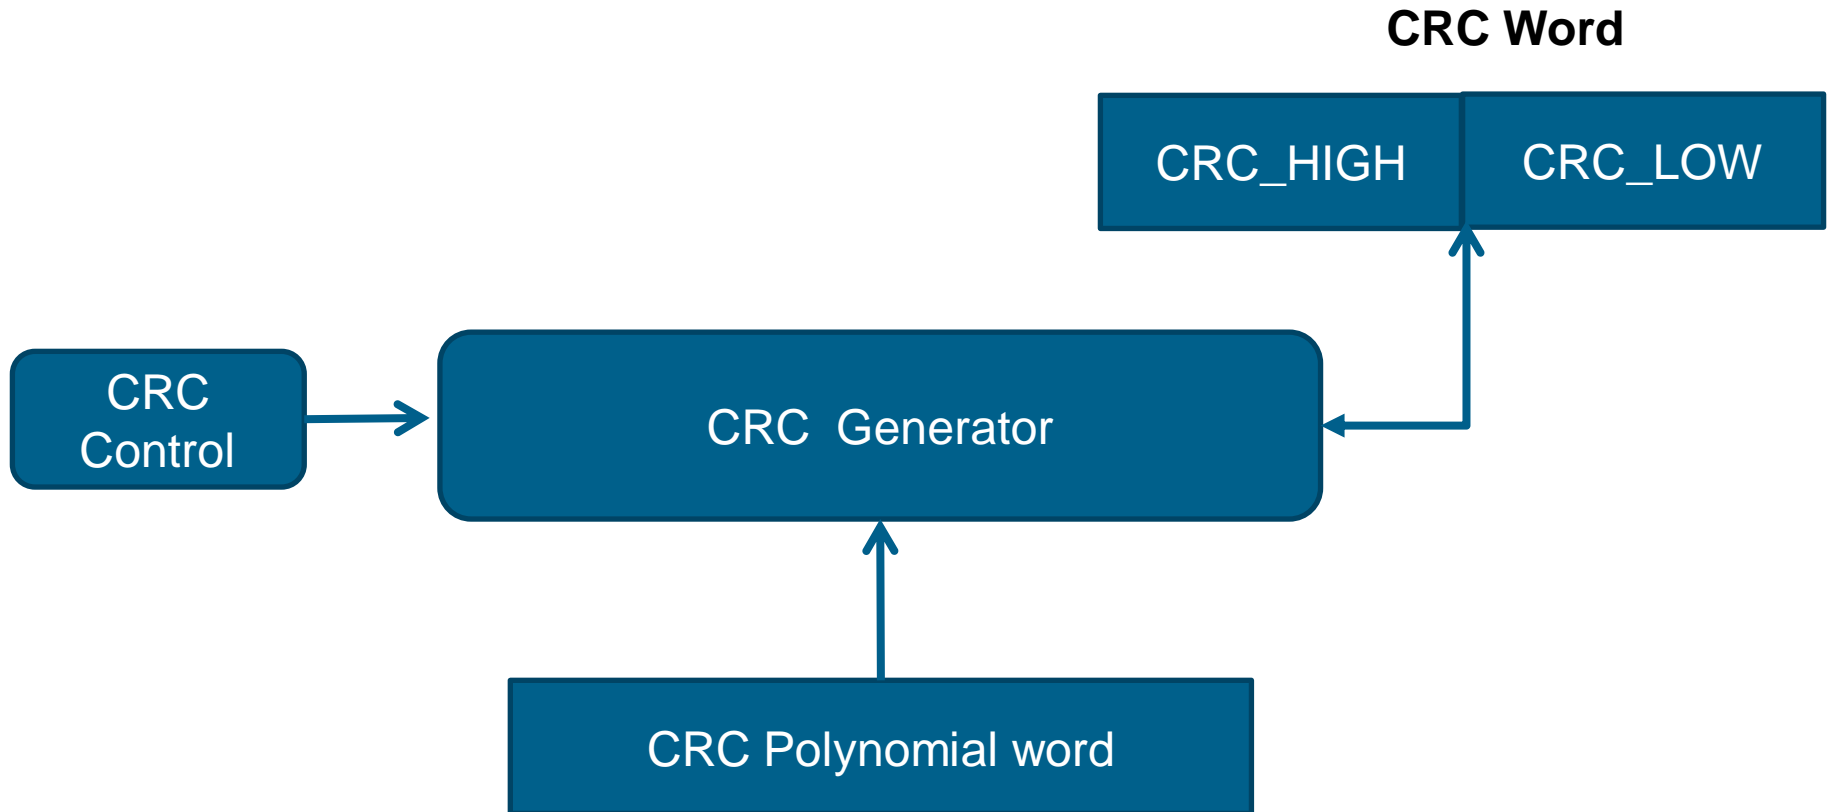 CRC Word
CRC_HIGH
CRC_LOW
CRC
Control
CRC  Generator
CRC Polynomial word